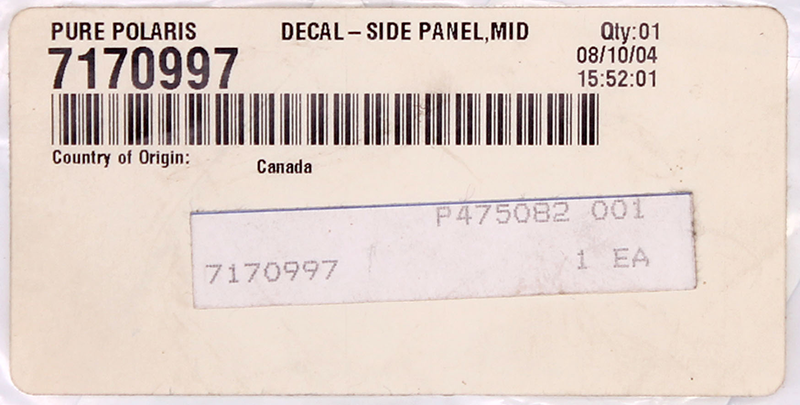 PURE POLARIS DECAL – SIDE PANEL,MID Qty:01
7170997 08/10/04
15:52:01
Country of Origin: Canada
P475082 001
7170997 1 EA